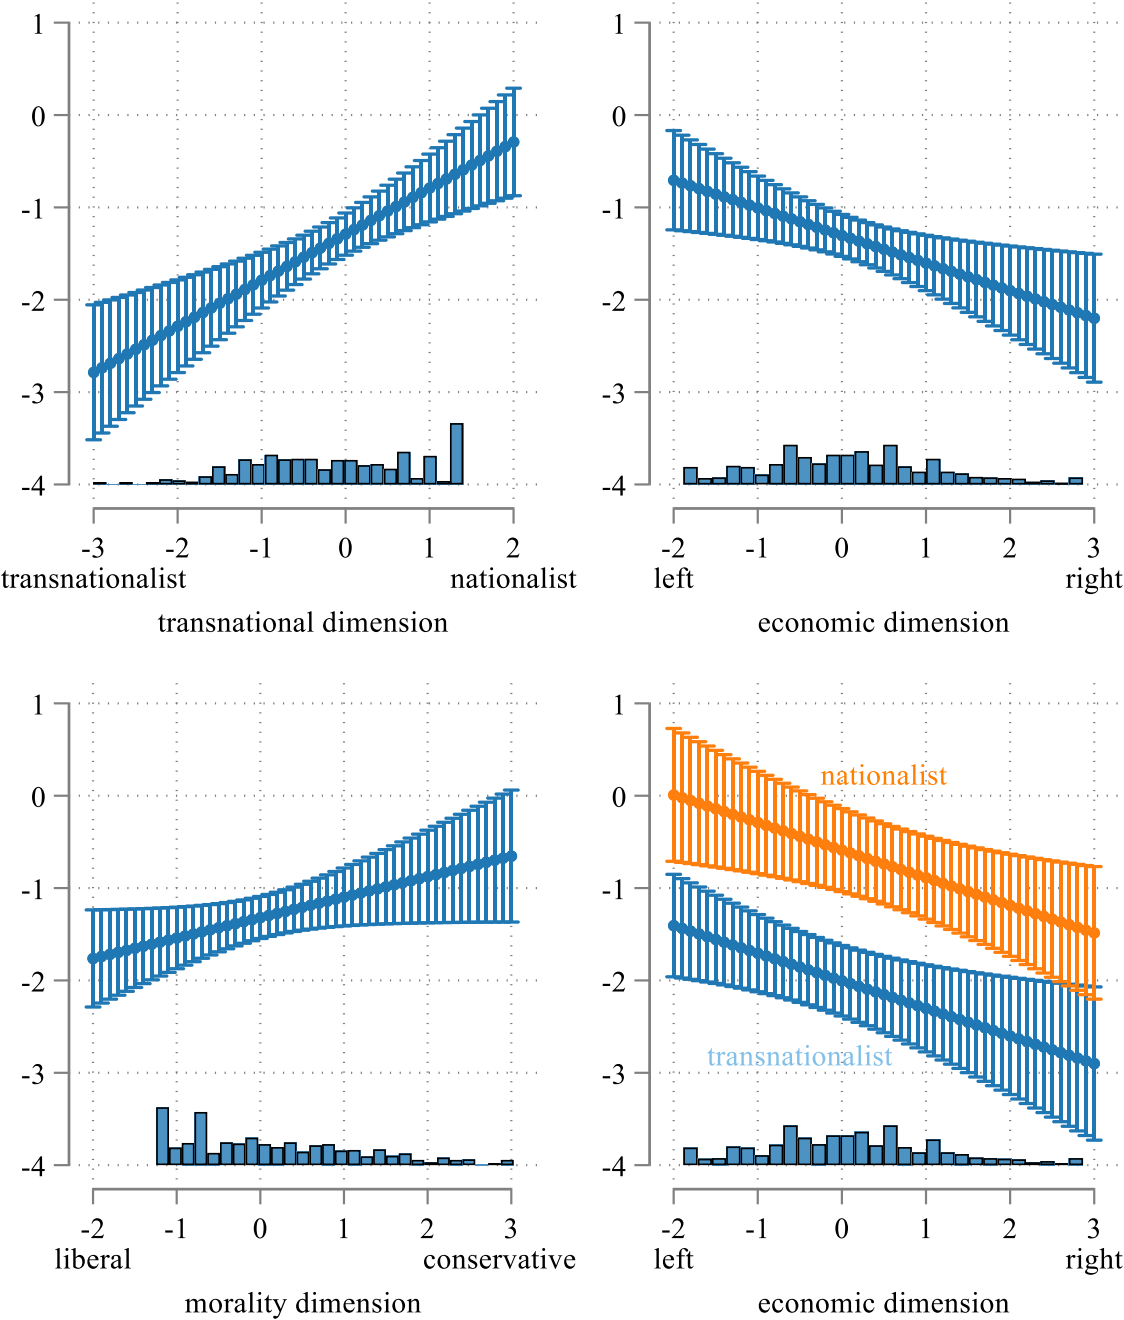 1
0
-1
-2
-3
-4
-3 -2 -1 0 1 2
transnationalist nationalist
transnational dimension
1
0
-1
-2
-3
-4
-2 -1 0 1 2 3
left right
economic dimension
1
0
-1
-2
-3
-4
-2 -1 0 1 2 3
liberal conservative
morality dimension
1
0
-1
-2
-3
-4
nationalist
transnationalist
-2 -1 0 1 2 3
left right
economic dimension